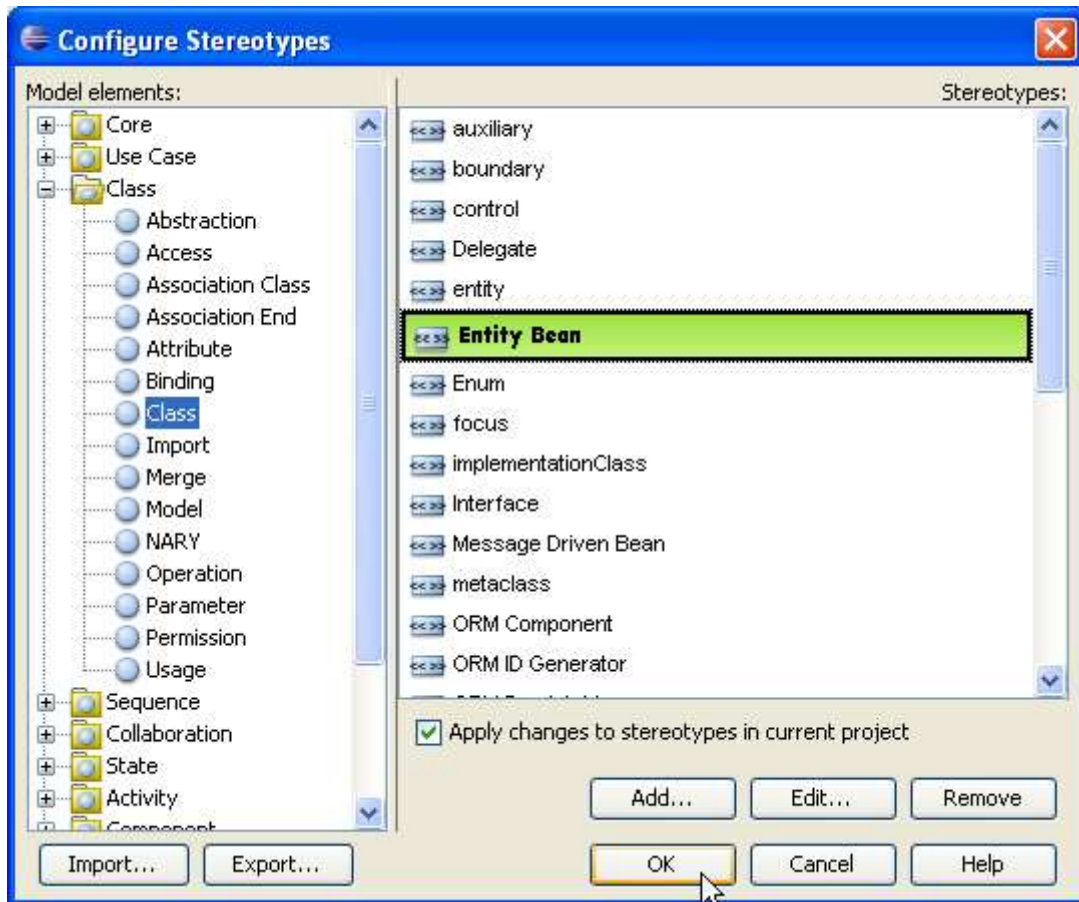 Configure Stereotypes
Model elements:
Stereotypes:
Core
Use Case
Class
Abstraction
Access
Association Class
Association End
Attribute
Binding
Class
Import
Merge
Model
NARY
Operation
Parameter
Permission
Usage
Sequence
Collaboration
State
Activity
Component
auxiliary
boundary
control
Delegate
entity
Entity Bean
Enum
focus
implementationClass
Interface
Message Driven Bean
metaclass
ORM Component
ORM ID Generator
Apply changes to stereotypes in current project
Add... Edit... Remove
Import... Export... OK Cancel Help